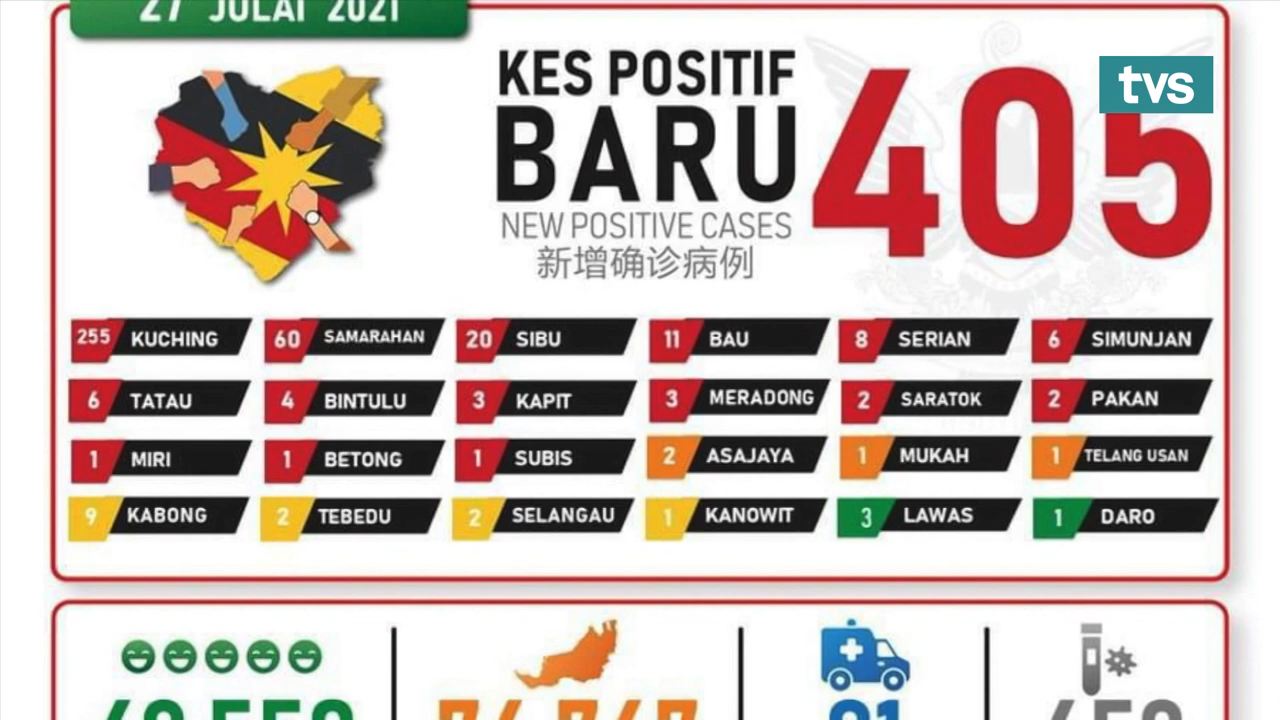 27 JULAI 2021
tvs
KES POSITIF
BARU
405
NEW POSITIVE CASES
新增确诊病例
255 KUCHING
60 SAMARAHAN
20 SIBU
11 BAU
8 SERIAN
6 SIMUNJAN
6 TATAU
4 BINTULU
3 KAPIT
3 MERADONG
2 SARATOK
2 PAKAN
1 MIRI
1 BETONG
1 SUBIS
2 ASAJAYA
1 MUKAH
1 TELANG USAN
9 KABONG
2 TEBEDU
2 SELANGAU
1 KANOWIT
3 LAWAS
1 DARO